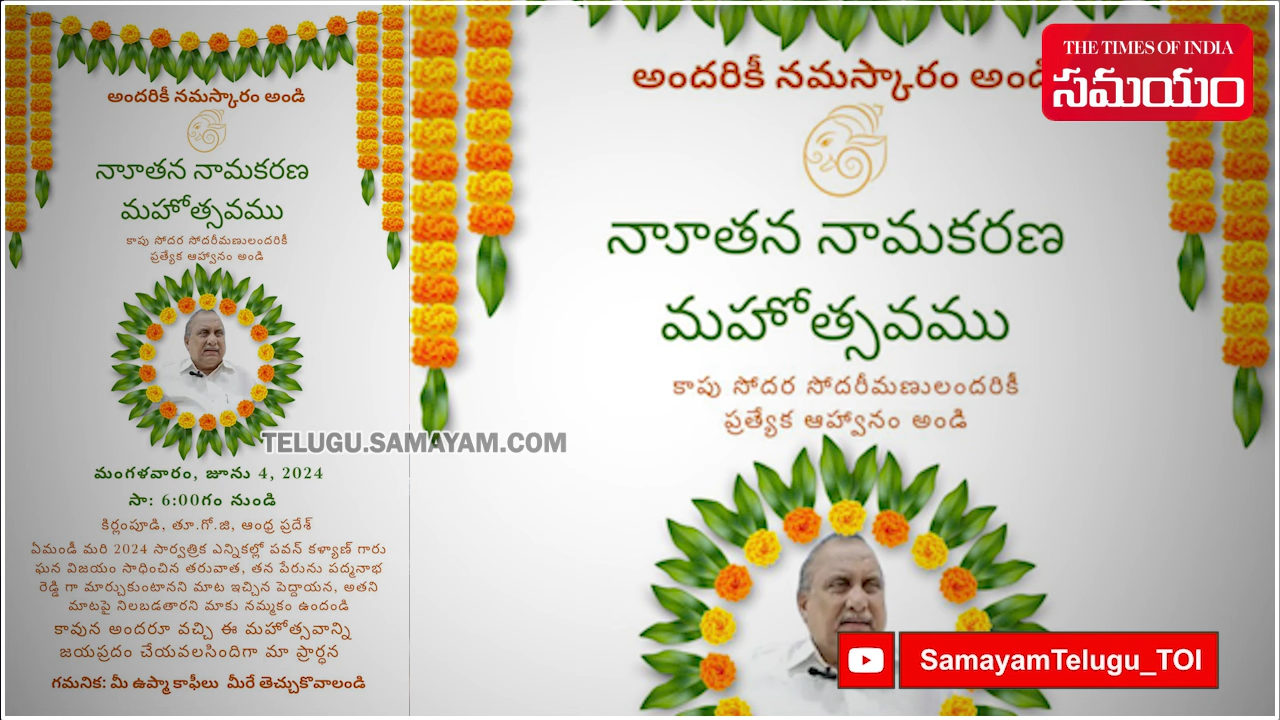 అందరికీ నమస్కారం అండి
నూతన నామకరణ
మహోత్సవము
కాపు సోదర సోదరీమణులందరికీ
ప్రత్యేక ఆహ్వానం అండి
మంగళవారం, జూను 4, 2024
సా: 6:00గం నుండి
కిర్లంపూడి, తూ.గో.జి, ఆంధ్ర ప్రదేశ్
ఏమండీ మరి 2024 సార్వత్రిక ఎన్నికల్లో పవన్ కళ్యాణ్ గారు
ఘన విజయం సాధించిన తరువాత, తన పేరును పద్మనాభ
రెడ్డి గా మార్చుకుంటానని మాట ఇచ్చిన పెద్దాయన, అతని
మాటపై నిలబడతారని మాకు నమ్మకం ఉందండి
కావున అందరూ వచ్చి ఈ మహోత్సవాన్ని
జయప్రదం చేయవలసిందిగా మా ప్రార్ధన
గమనిక: మీ ఉప్మా కాఫీలు మీరే తెచ్చుకోవాలండి
TELUGU.SAMAYAM.COM
అందరికీ నమస్కారం అండి
THE TIMES OF INDIA
సమయం
నూతన నామకరణ
మహోత్సవము
కాపు సోదర సోదరీమణులందరికీ
ప్రత్యేక ఆహ్వానం అండి
SamayamTelugu_TOI